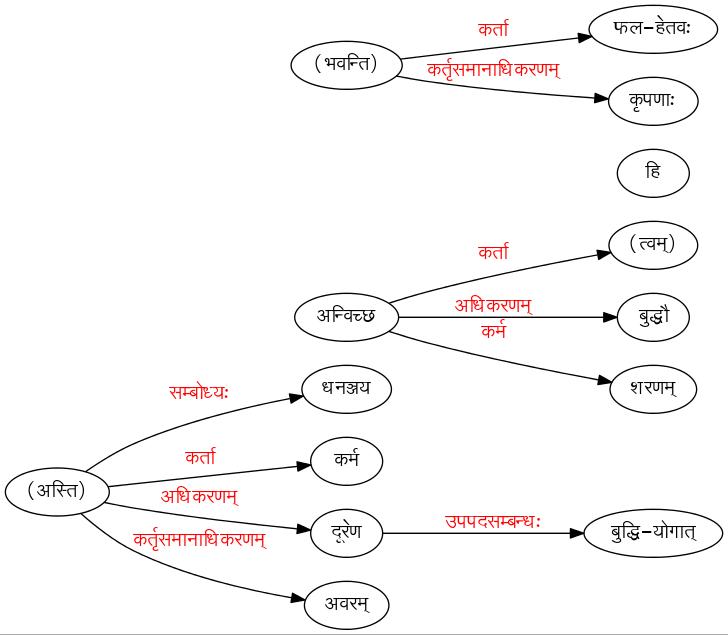 कर्ता
फल-हेतवः
(भवन्ति)
कर्तृसमानाधिकरणम्
कृपणाः
हि
कर्ता
(त्वम्)
अधिकरणम्
अन्विच्छ
बुद्धौ
कर्म
सम्बोध्यः
धनञ्जय
शरणम्
कर्ता
कर्म
(अस्ति)
अधिकरणम्
उपपदसम्बन्धः
दूरेण
बुद्धि-योगात्
कर्तृसमानाधिकरणम्
अवरम्